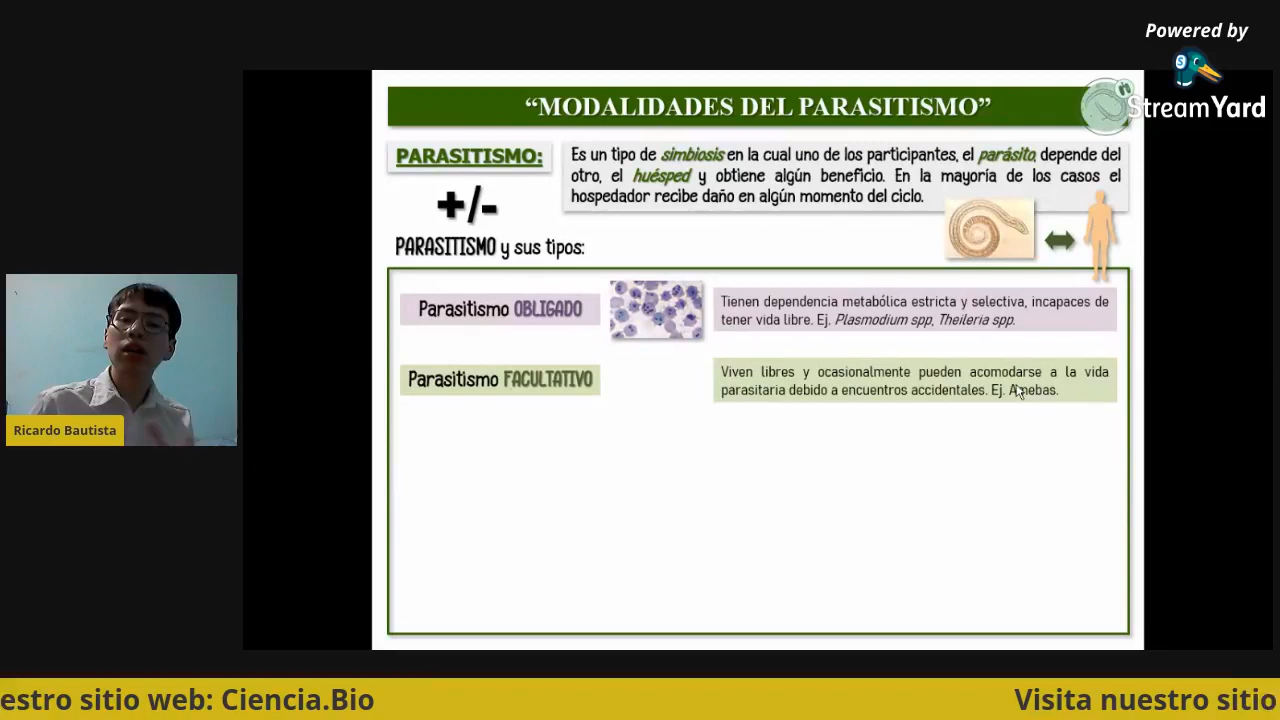 Powered by
StreamYard
“MODALIDADES DEL PARASITISMO”
PARASITISMO:
+/-
Es un tipo de simbiosis en la cual uno de los participantes, el parásito, depende del
otro, el huésped y obtiene algún beneficio. En la mayoría de los casos el
hospedador recibe daño en algún momento del ciclo.
PARASITISMO y sus tipos:
Parasitismo OBLIGADO
Tienen dependencia metabólica estricta y selectiva, incapaces de
tener vida libre. Ej. Plasmodium spp, Theileria spp.
Parasitismo FACULTATIVO
Viven libres y ocasionalmente pueden acomodarse a la vida
parasitaria debido a encuentros accidentales. Ej. Amebas.
Ricardo Bautista
estro sitio web: Ciencia.Bio
Visita nuestro sitio